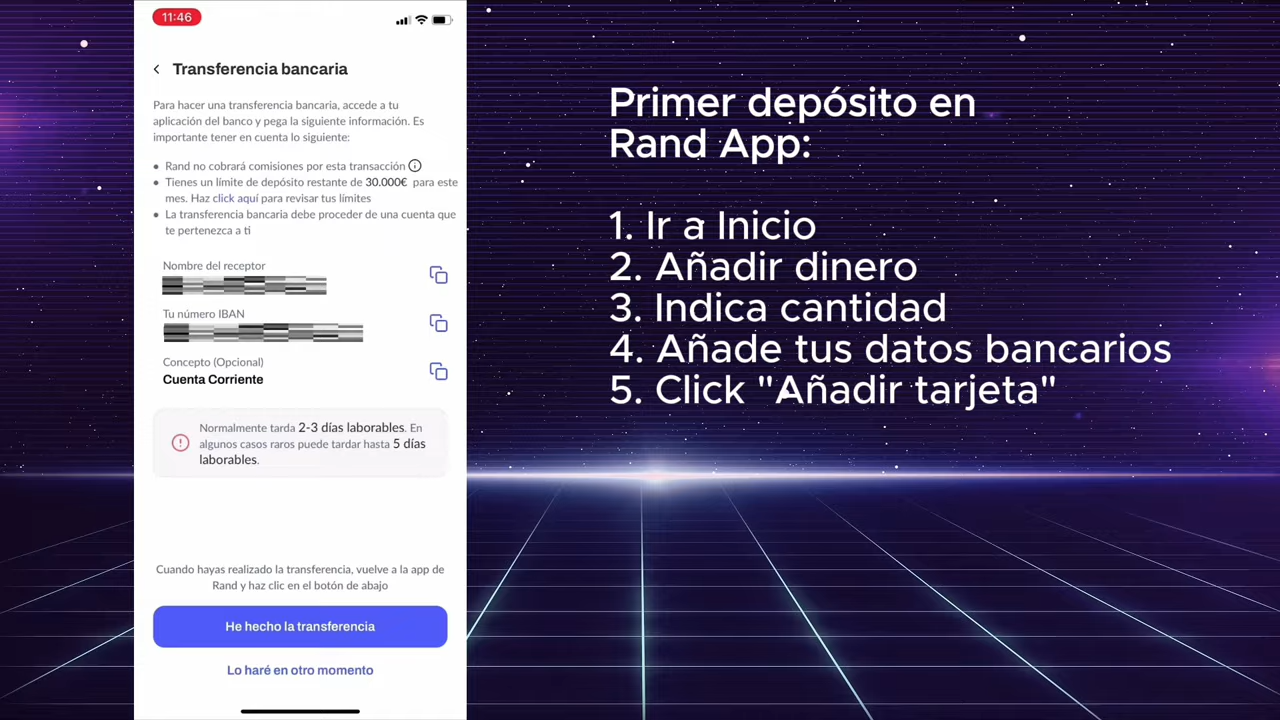 11:46
Transferencia bancaria
Para hacer una transferencia bancaria, accede a tu
aplicación del banco y pega la siguiente información. Es
importante tener en cuenta lo siguiente:
• Rand no cobrará comisiones por esta transacción
• Tienes un límite de depósito restante de 30.000€ para este
mes. Haz click aquí para revisar tus límites
• La transferencia bancaria debe proceder de una cuenta que
te pertenezca a ti
Nombre del receptor
Tu número IBAN
Concepto (Opcional)
Cuenta Corriente
Normalmente tarda 2-3 días laborables. En
algunos casos raros puede tardar hasta 5 días
laborables.
Cuando hayas realizado la transferencia, vuelve a la app de
Rand y haz clic en el botón de abajo
He hecho la transferencia
Lo haré en otro momento
Primer depósito en
Rand App:
1. Ir a Inicio
2. Añadir dinero
3. Indica cantidad
4. Añade tus datos bancarios
5. Click "Añadir tarjeta"